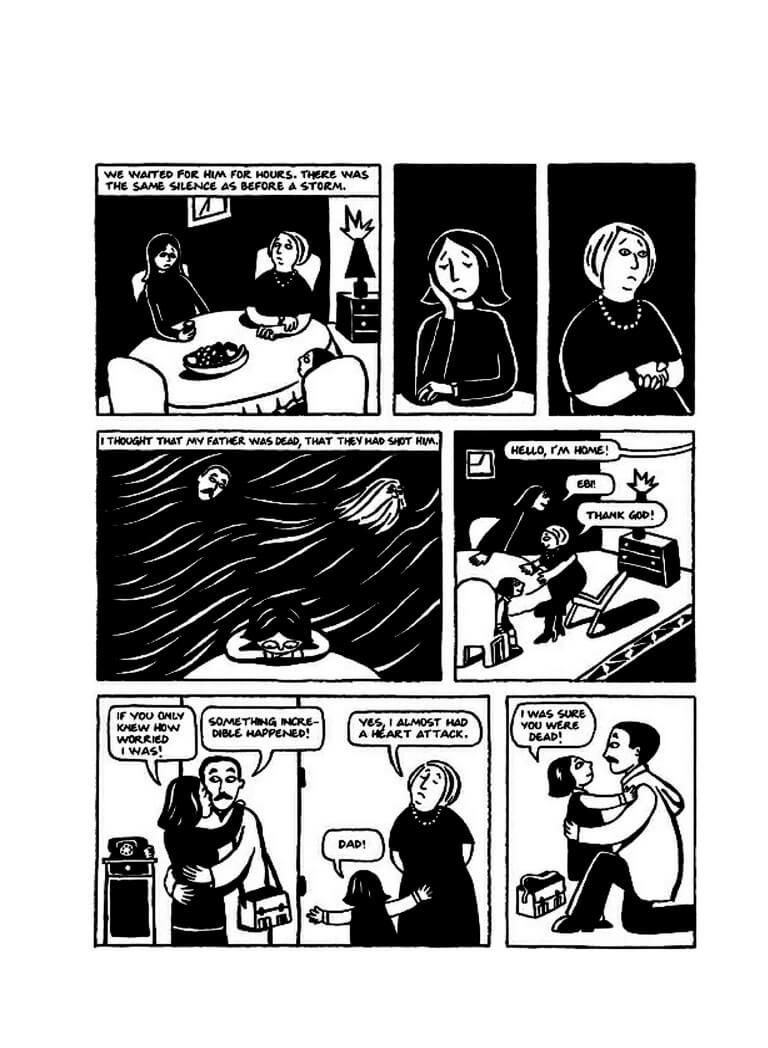 WE WAITED FOR HIM FOR HOURS. THERE WAS
THE SAME SILENCE AS BEFORE A STORM.
I THOUGHT THAT MY FATHER WAS DEAD, THAT THEY HAD SHOT HIM.
HELLO, I'M HOME!
EBI!
THANK GOD!
IF YOU ONLY
KNEW HOW
WORRIED
I WAS!
SOMETHING INCRE-
DIBLE HAPPENED!
YES, I ALMOST HAD
A HEART ATTACK.
DAD!
I WAS SURE
YOU WERE
DEAD!